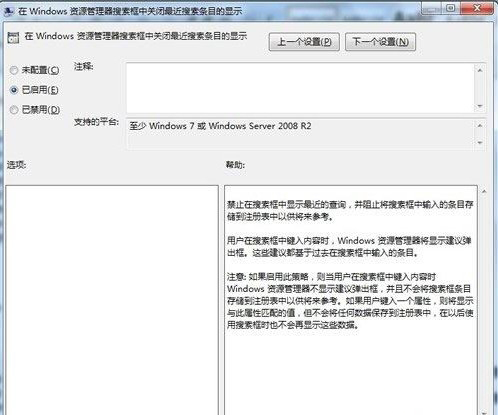 在 Windows 资源管理器搜索框中关闭最近搜索条目的显示
在 Windows 资源管理器搜索框中关闭最近搜索条目的显示
上一个设置(P)
下一个设置(N)
未配置(C)
注释:
已启用(E)
已禁用(D)
支持的平台:
至少 Windows 7 或 Windows Server 2008 R2
选项:
帮助:
禁止在搜索框中显示最近的查询，并阻止将搜索框中输入的条目存
储到注册表中以供将来参考。
用户在搜索框中键入内容时，Windows 资源管理器将显示建议弹
出框。这些建议都基于过去在搜索框中输入的条目。
注意: 如果启用此策略，则当用户在搜索框中键入内容时
Windows 资源管理器不显示建议弹出框，并且不会将搜索框条目
存储到注册表中以供将来参考。如果用户键入一个属性，则将显示
与此属性匹配的值，但不会将任何数据保存到注册表中，在以后使
用搜索框时也不会再显示这些数据。